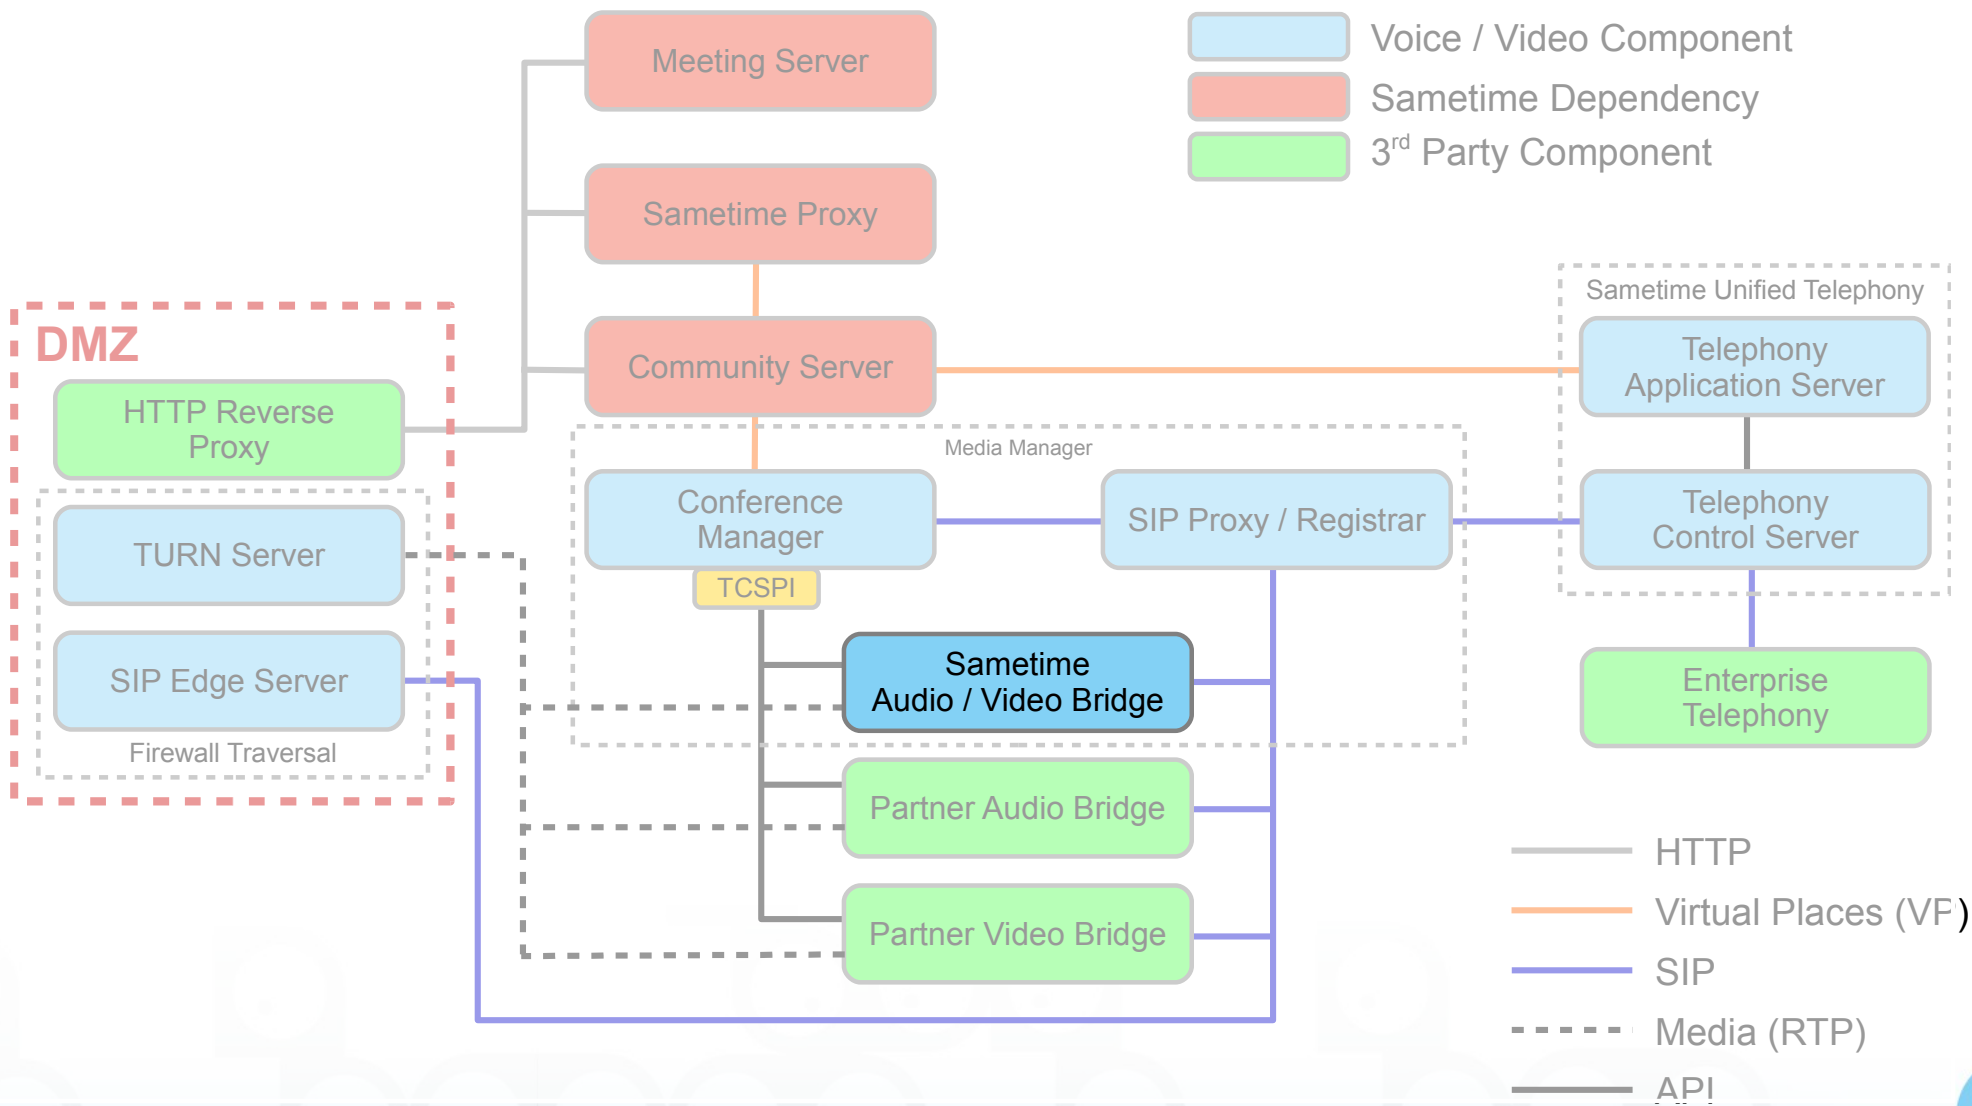 Meeting Server
Voice / Video Component
Sametime Dependency
3rd Party Component
Sametime Proxy
Sametime Unified Telephony
DMZ
Community Server
Telephony
Application Server
HTTP Reverse
Proxy
Media Manager
Conference
Manager
SIP Proxy / Registrar
Telephony
Control Server
TURN Server
TCSPI
SIP Edge Server
Sametime
Audio / Video Bridge
Enterprise
Telephony
Firewall Traversal
Partner Audio Bridge
HTTP
Virtual Places (VP)
Partner Video Bridge
SIP
Media (RTP)
API